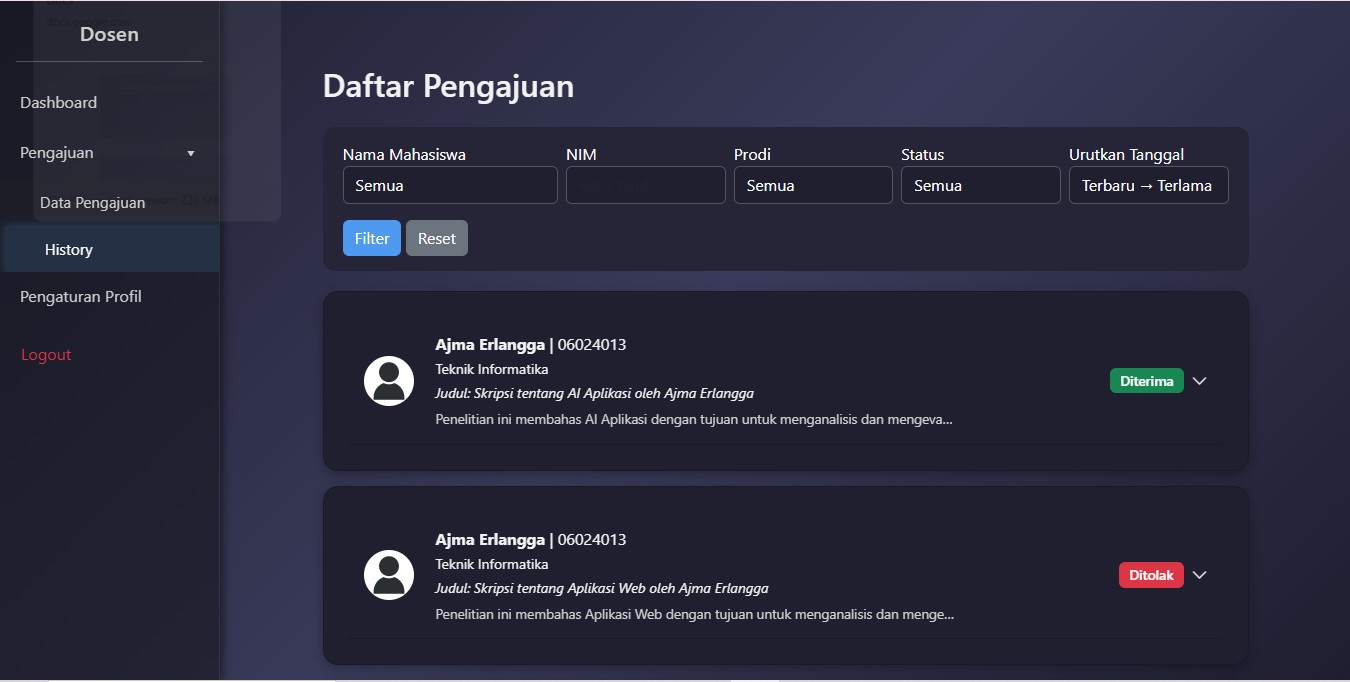 Dosen
Dashboard
Pengajuan
Data Pengajuan
History
Pengaturan Profil
Logout
Daftar Pengajuan
Nama Mahasiswa NIM Prodi Status Urutkan Tanggal
Semua Semua Semua Terbaru → Terlama
Filter Reset
Ajma Erlangga | 06024013
Teknik Informatika
Judul: Skripsi tentang AI Aplikasi oleh Ajma Erlangga
Penelitian ini membahas AI Aplikasi dengan tujuan untuk menganalisis dan mengeva...
Diterima
Ajma Erlangga | 06024013
Teknik Informatika
Judul: Skripsi tentang Aplikasi Web oleh Ajma Erlangga
Penelitian ini membahas Aplikasi Web dengan tujuan untuk menganalisis dan menge...
Ditolak